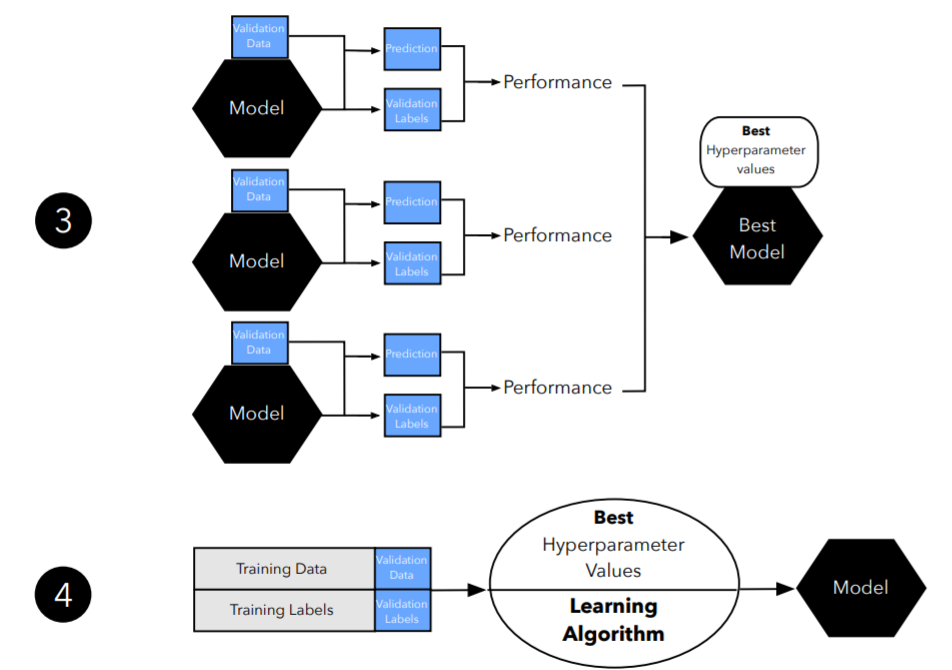 3
Validation
Data
Model
Prediction
Validation
Labels
Performance
Validation
Data
Model
Prediction
Validation
Labels
Performance
Validation
Data
Model
Prediction
Validation
Labels
Performance
Best
Hyperparameter
values
Best
Model
4
Training Data
Validation
Data
Training Labels
Validation
Labels
Best
Hyperparameter
Values
Learning
Algorithm
Model